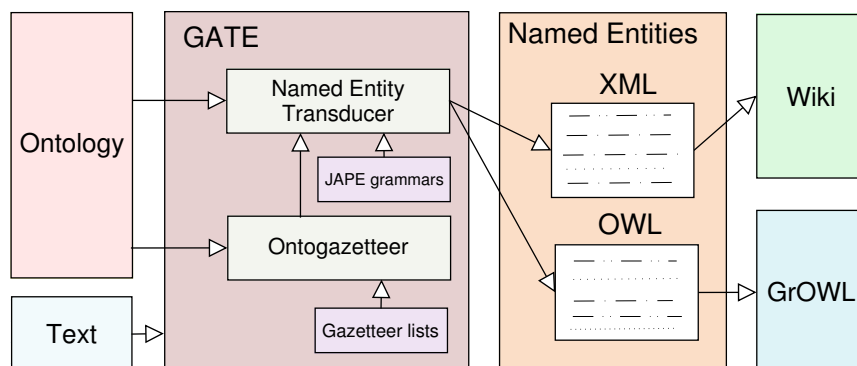 Ontology
Text
GATE
Named Entity
Transducer
JAPE grammars
Ontogazetteer
Gazetteer lists
Named Entities
XML
OWL
Wiki
GrOWL